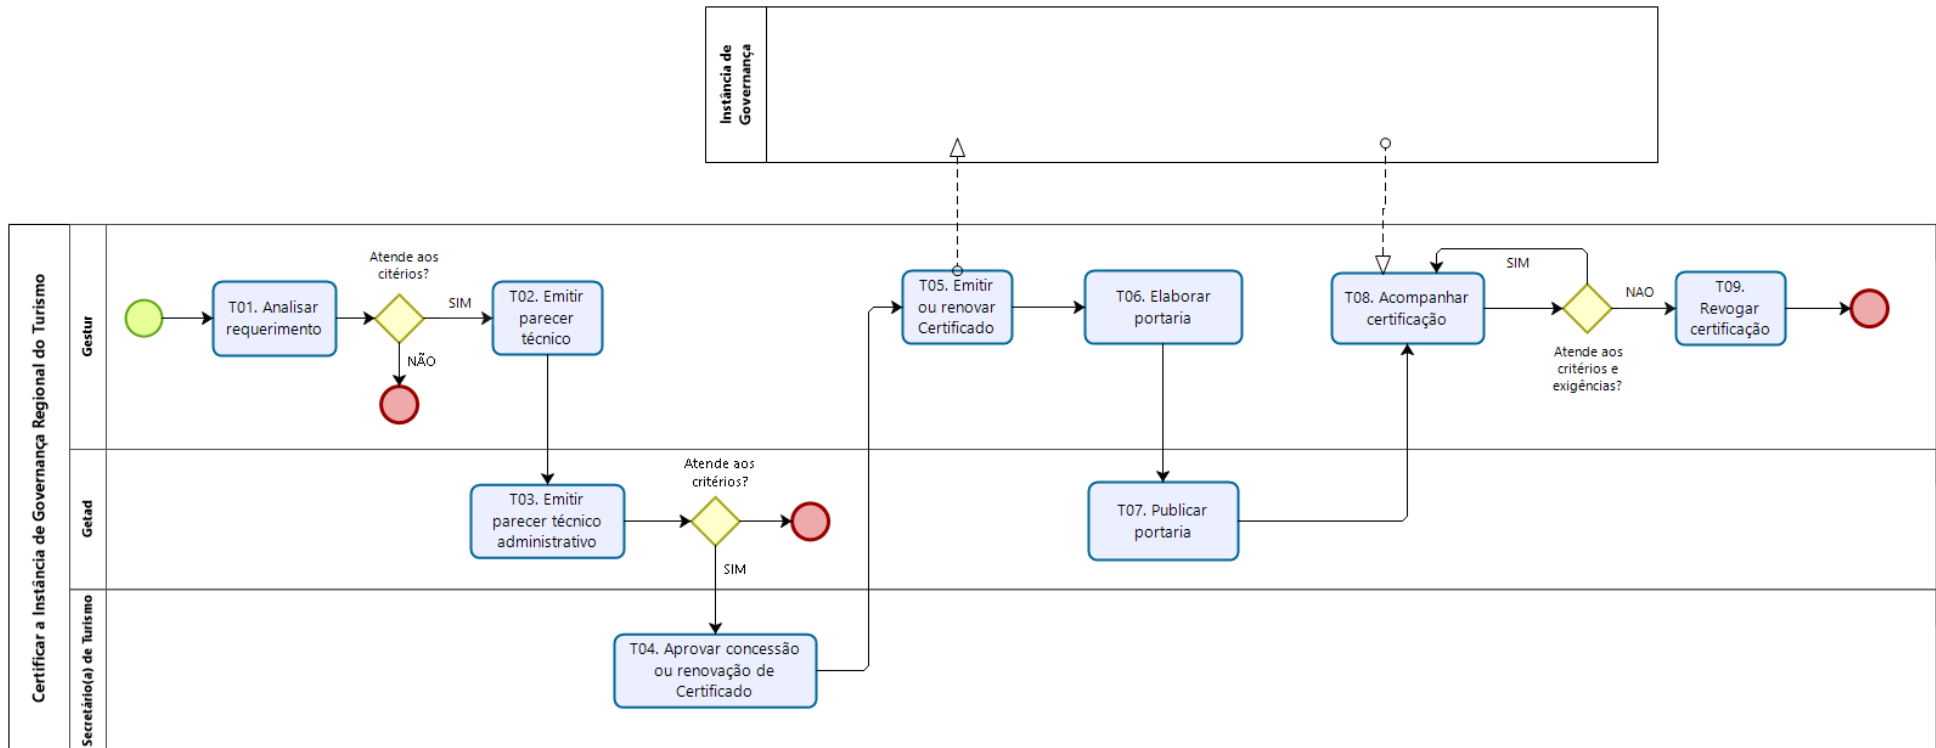 Instância de
Governança
Certificar a Instância de Governança Regional do Turismo
Gestur
T01. Analisar
requerimento
Atende aos
citérios?
SIM
NÃO
T02. Emitir
parecer
técnico
T05. Emitir
ou renovar
Certificado
T06. Elaborar
portaria
T08. Acompanhar
certificação
SIM
Atende aos
critérios e
exigências?
NAO
T09.
Revogar
certificação
Getad
T03. Emitir
parecer técnico
administrativo
Atende aos
critérios?
SIM
T07. Publicar
portaria
Secretário(a) de Turismo
T04. Aprovar concessão
ou renovação de
Certificado